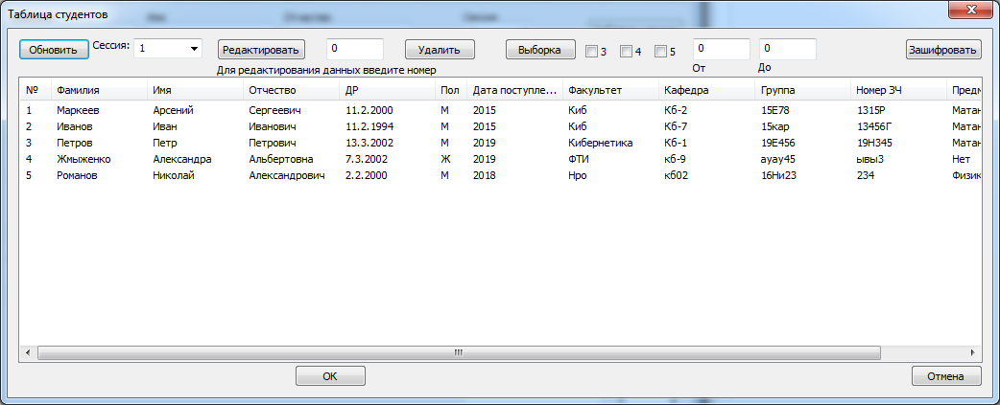 Таблица студентов
Обновить Сессия: 1 Редактировать 0 Удалить Выборка 3 4 5 0 0 Зашифровать
Для редактирования данных введите номер От До
№ Фамилия Имя Отчество ДР Пол Дата поступле... Факультет Кафедра Группа Номер ЗЧ Предм
1 Маркеев Арсений Сергеевич 11.2.2000 М 2015 Киб Кб-2 15Е78 1315Р Матан
2 Иванов Иван Иванович 11.2.1994 М 2015 Киб Кб-7 15кар 13456Г Матан
3 Петров Петр Петрович 13.3.2002 М 2019 Кибернетика Кб-1 19Е456 19Н345 Матан
4 Жмыженко Александра Альбертовна 7.3.2002 Ж 2019 ФТИ кб-9 ауау45 ывы3 Нет
5 Романов Николай Александрович 2.2.2000 М 2018 Нро кб02 16Ни23 234 Физик
ОК Отмена